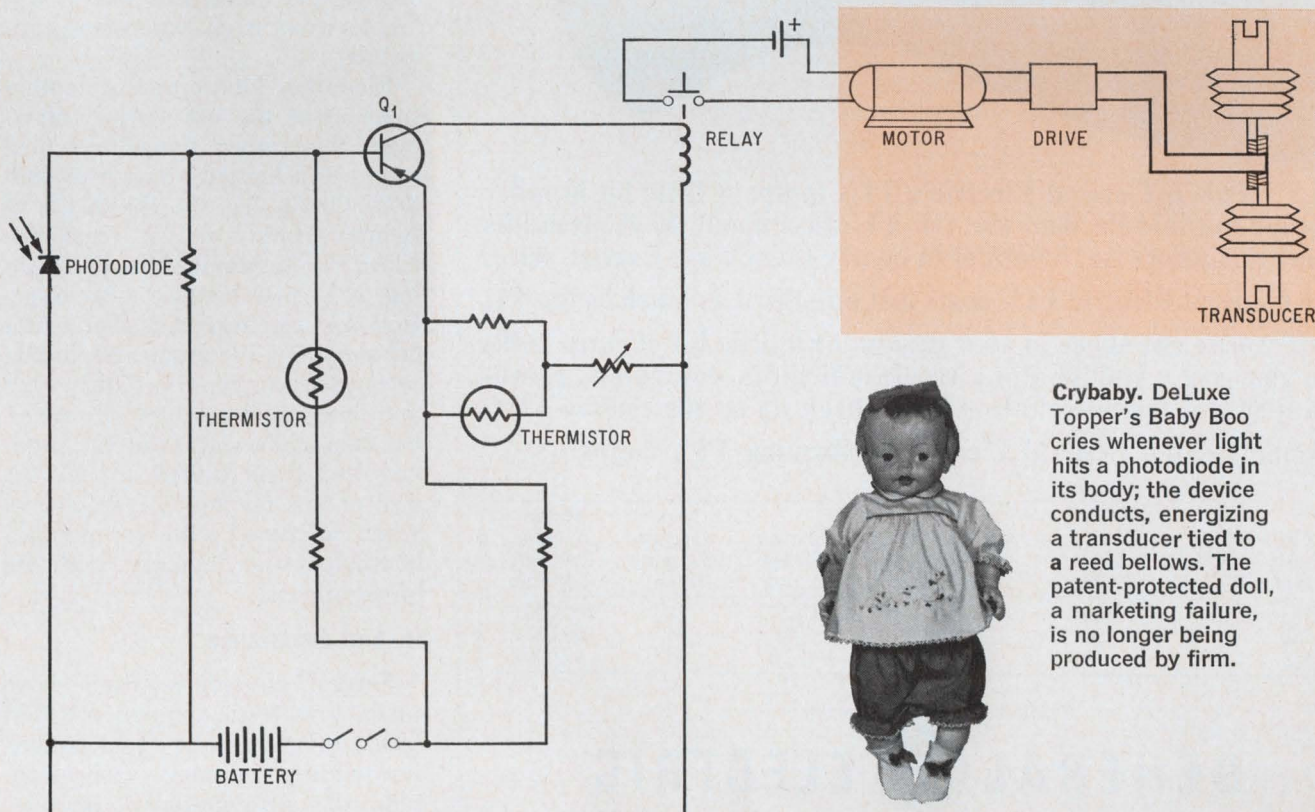 +
Q1
RELAY
MOTOR
DRIVE
PHOTODIODE
TRANSDUCER
THERMISTOR
THERMISTOR
Crybaby. DeLuxe
Topper's Baby Boo
cries whenever light
hits a photodiode in
its body; the device
conducts, energizing
a transducer tied to
a reed bellows. The
patent-protected doll,
a marketing failure,
is no longer being
produced by firm.
BATTERY